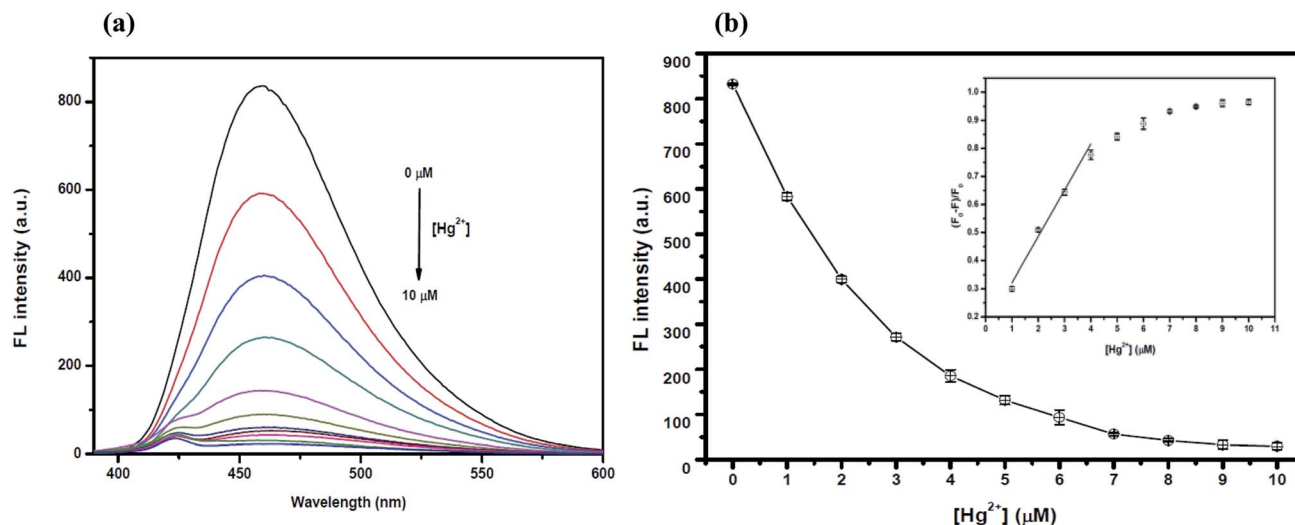 (a)
800
600
400
200
0
FL intensity (a.u.)
0 μM
[Hg²⁺]
10 μM
400 450 500 550 600
Wavelength (nm)
(b)
900
800
700
600
500
400
300
200
100
0
FL intensity (a.u.)
0 1 2 3 4 5 6 7 8 9 10
[Hg²⁺] (μM)
1.0
0.9
0.8
0.7
0.6
0.5
0.4
0.3
0.2
(F₀-F)/F₀
0 1 2 3 4 5 6 7 8 9 10 11
[Hg²⁺] (μM)